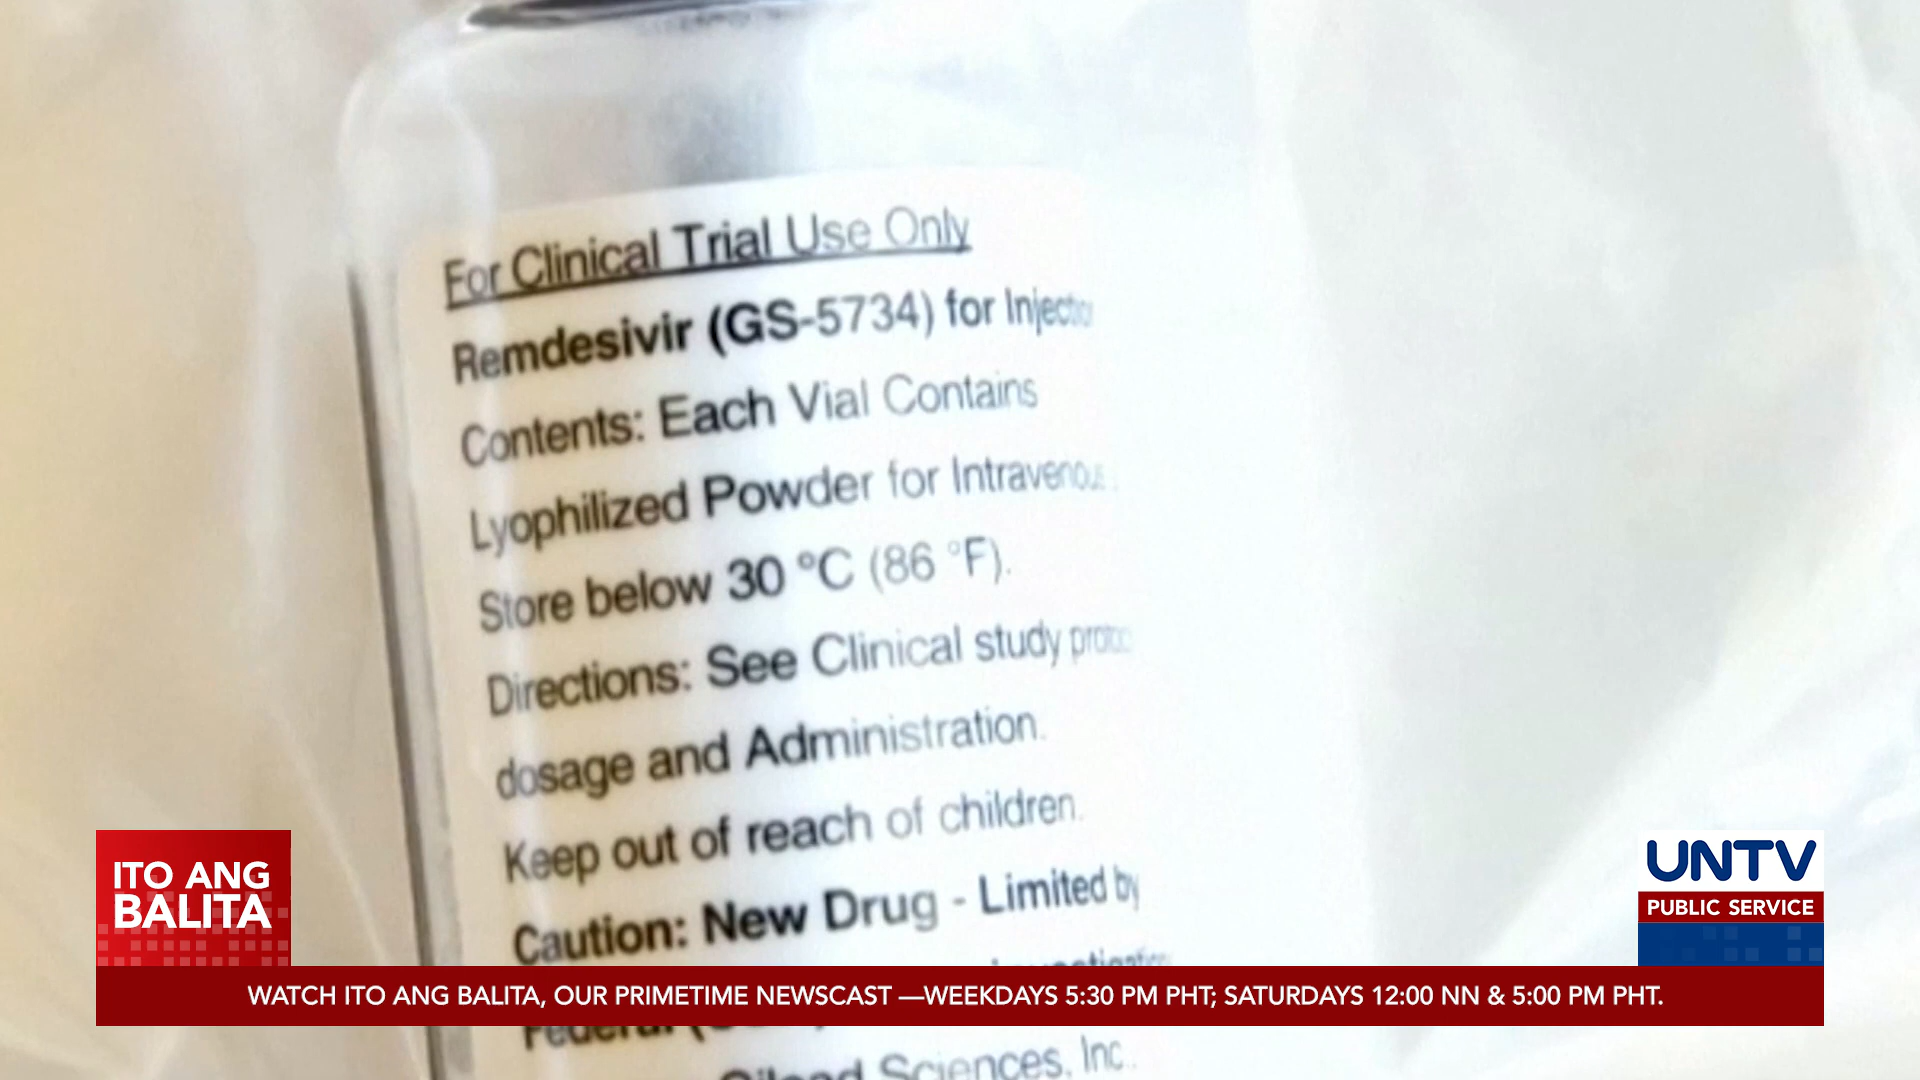 For Clinical Trial Use Only
Remdesivir (GS-5734) for
Contents: Each Vial Contains
Lyophilized Powder for
Store below 30 °C (86 °F).
Directions: See Clinical study
dosage and Administration.
Keep out of reach of children.
Caution: New Drug - Limited by
Federal
Gilead Sciences, Inc.
ITO ANG
BALITA
UNTV
PUBLIC SERVICE
WATCH ITO ANG BALITA, OUR PRIMETIME NEWSCAST —WEEKDAYS 5:30 PM PHT; SATURDAYS 12:00 NN & 5:00 PM PHT.